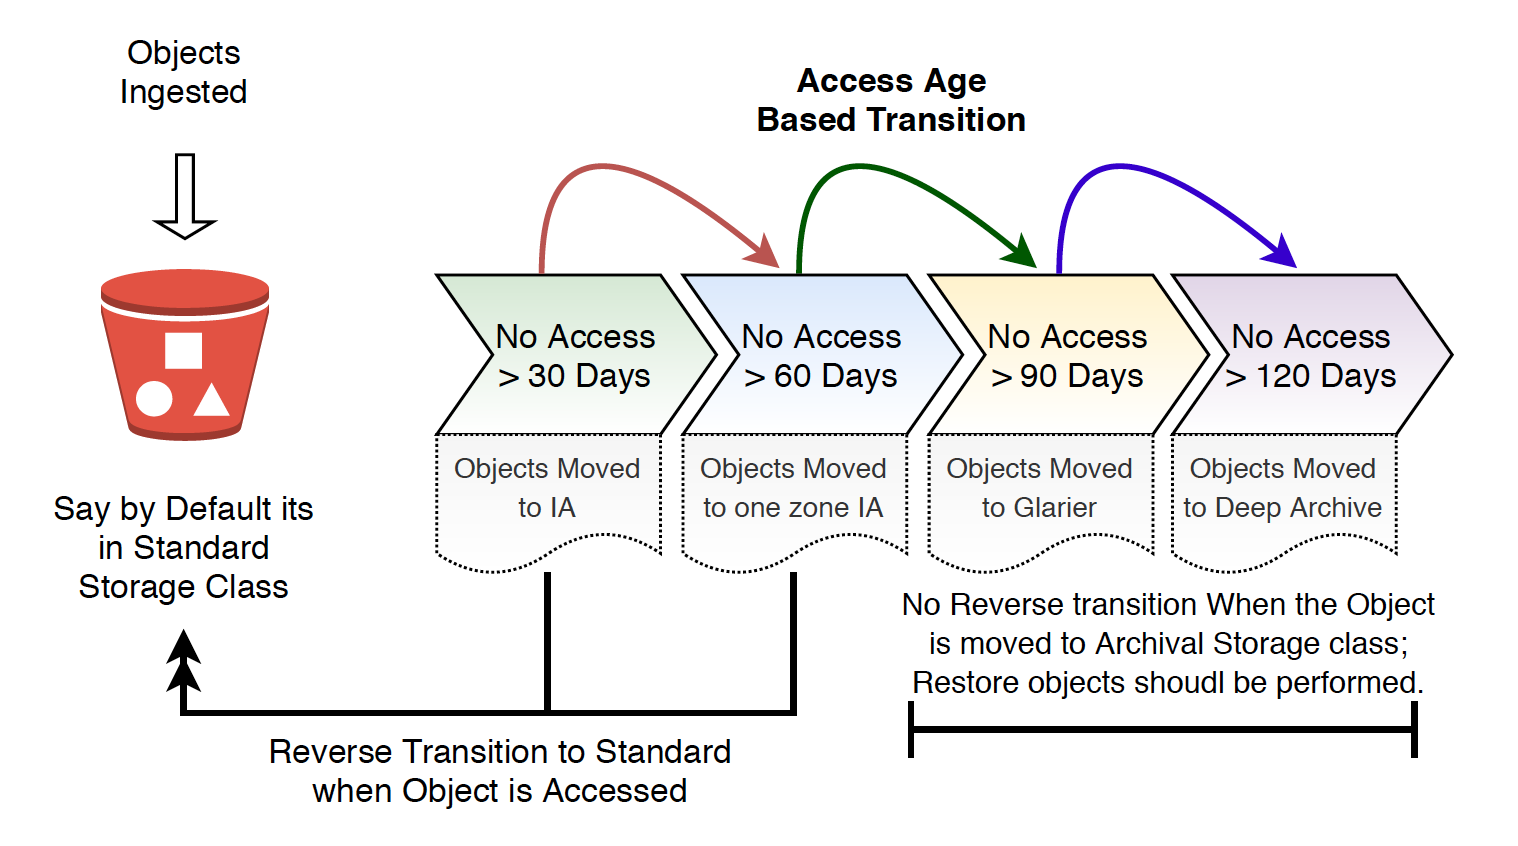 Objects
Ingested
Access Age
Based Transition
No Access
> 30 Days
No Access
> 60 Days
No Access
> 90 Days
No Access
> 120 Days
Objects Moved
to IA
Objects Moved
to one zone IA
Objects Moved
to Glarier
Objects Moved
to Deep Archive
Say by Default its
in Standard
Storage Class
No Reverse transition When the Object
is moved to Archival Storage class;
Restore objects shoudl be performed.
Reverse Transition to Standard
when Object is Accessed